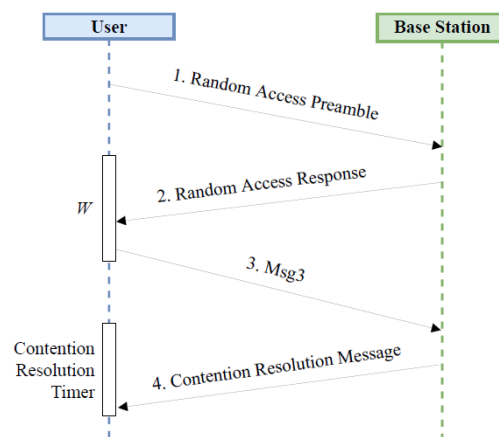 User
Base Station
1. Random Access Preamble
2. Random Access Response
W
3. Msg3
Contention
Resolution
Timer
4. Contention Resolution Message